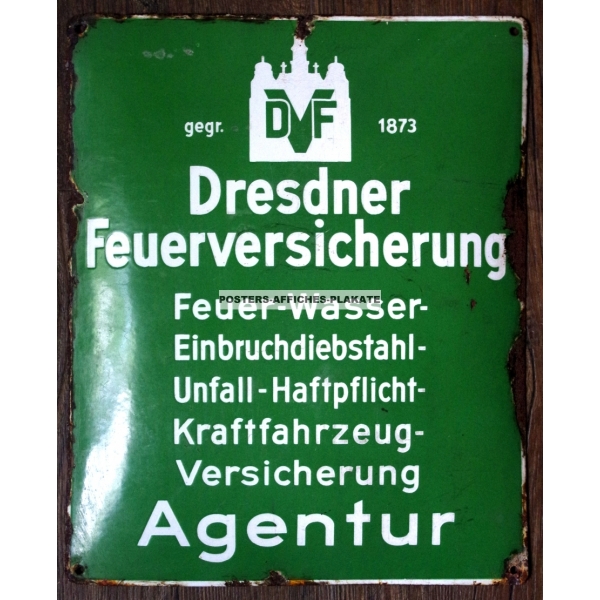 DVF
gegr. 1873
Dresdner
Feuerversicherung
POSTERS-AFFICHES-PLAKATE
Feuer-Wasser-
Einbruchdiebstahl-
Unfall-Haftpflicht-
Kraftfahrzeug-
Versicherung
Agentur